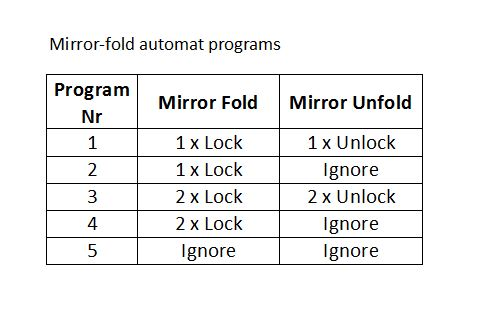 Mirror-fold automat programs
Program Nr Mirror Fold Mirror Unfold
1 1 x Lock 1 x Unlock
2 1 x Lock Ignore
3 2 x Lock 2 x Unlock
4 2 x Lock Ignore
5 Ignore Ignore